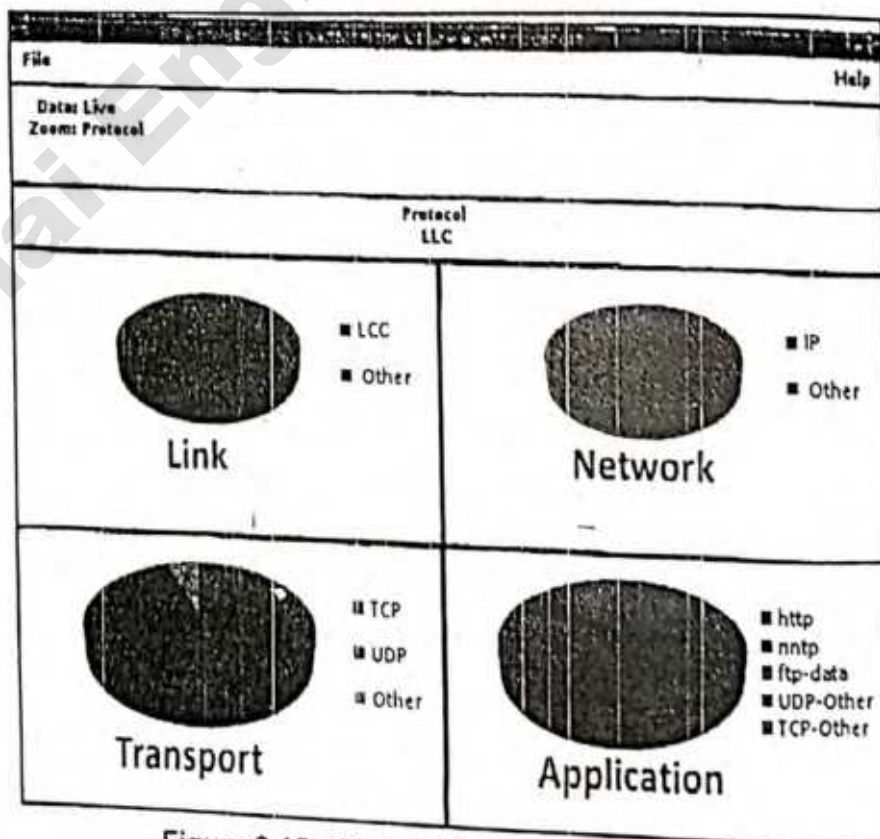 File
Help
Data: Live
Zoom: Protocol
Protocol
LLC
LCC
Other
Link
IP
Other
Network
TCP
UDP
Other
Transport
http
nntp
ftp-data
UDP-Other
TCP-Other
Application